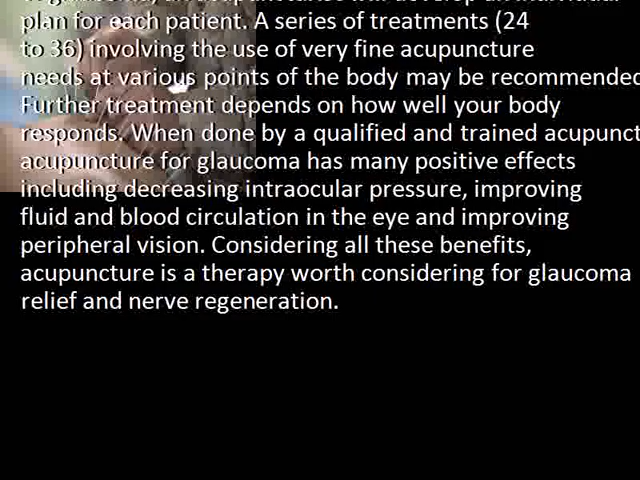 plan for each patient. A series of treatments (24
to 36) involving the use of very fine acupuncture
needs at various points of the body may be recommended
Further treatment depends on how well your body
responds. When done by a qualified and trained acupunct
acupuncture for glaucoma has many positive effects
including decreasing intraocular pressure, improving
fluid and blood circulation in the eye and improving
peripheral vision. Considering all these benefits,
acupuncture is a therapy worth considering for glaucoma
relief and nerve regeneration.